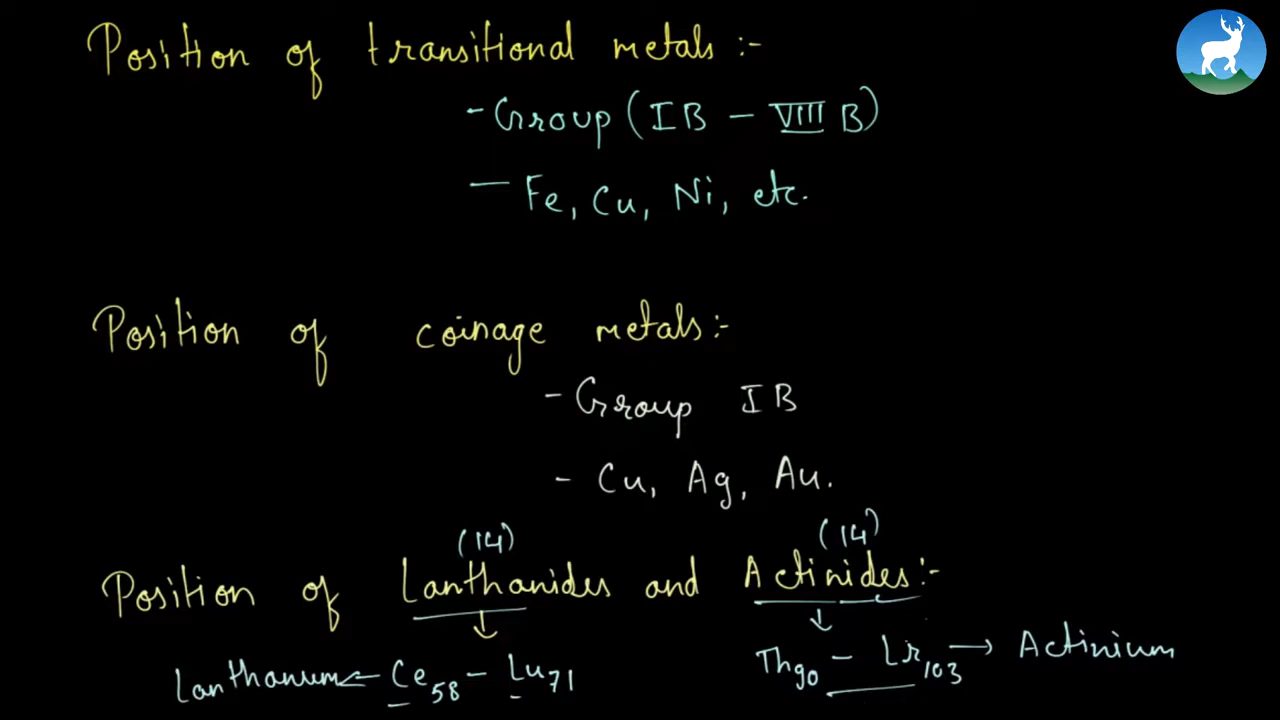 Position of transitional metals :-
- Group (IB - VIII B)
- Fe, Cu, Ni, etc.
Position of coinage metals :-
- Group IB
- Cu, Ag, Au.
(14) (14)
Position of Lanthanides and Actinides :-
↓ ↓
Lanthanum ← Ce58 - Lu71 Th90 - Lr103 → Actinium